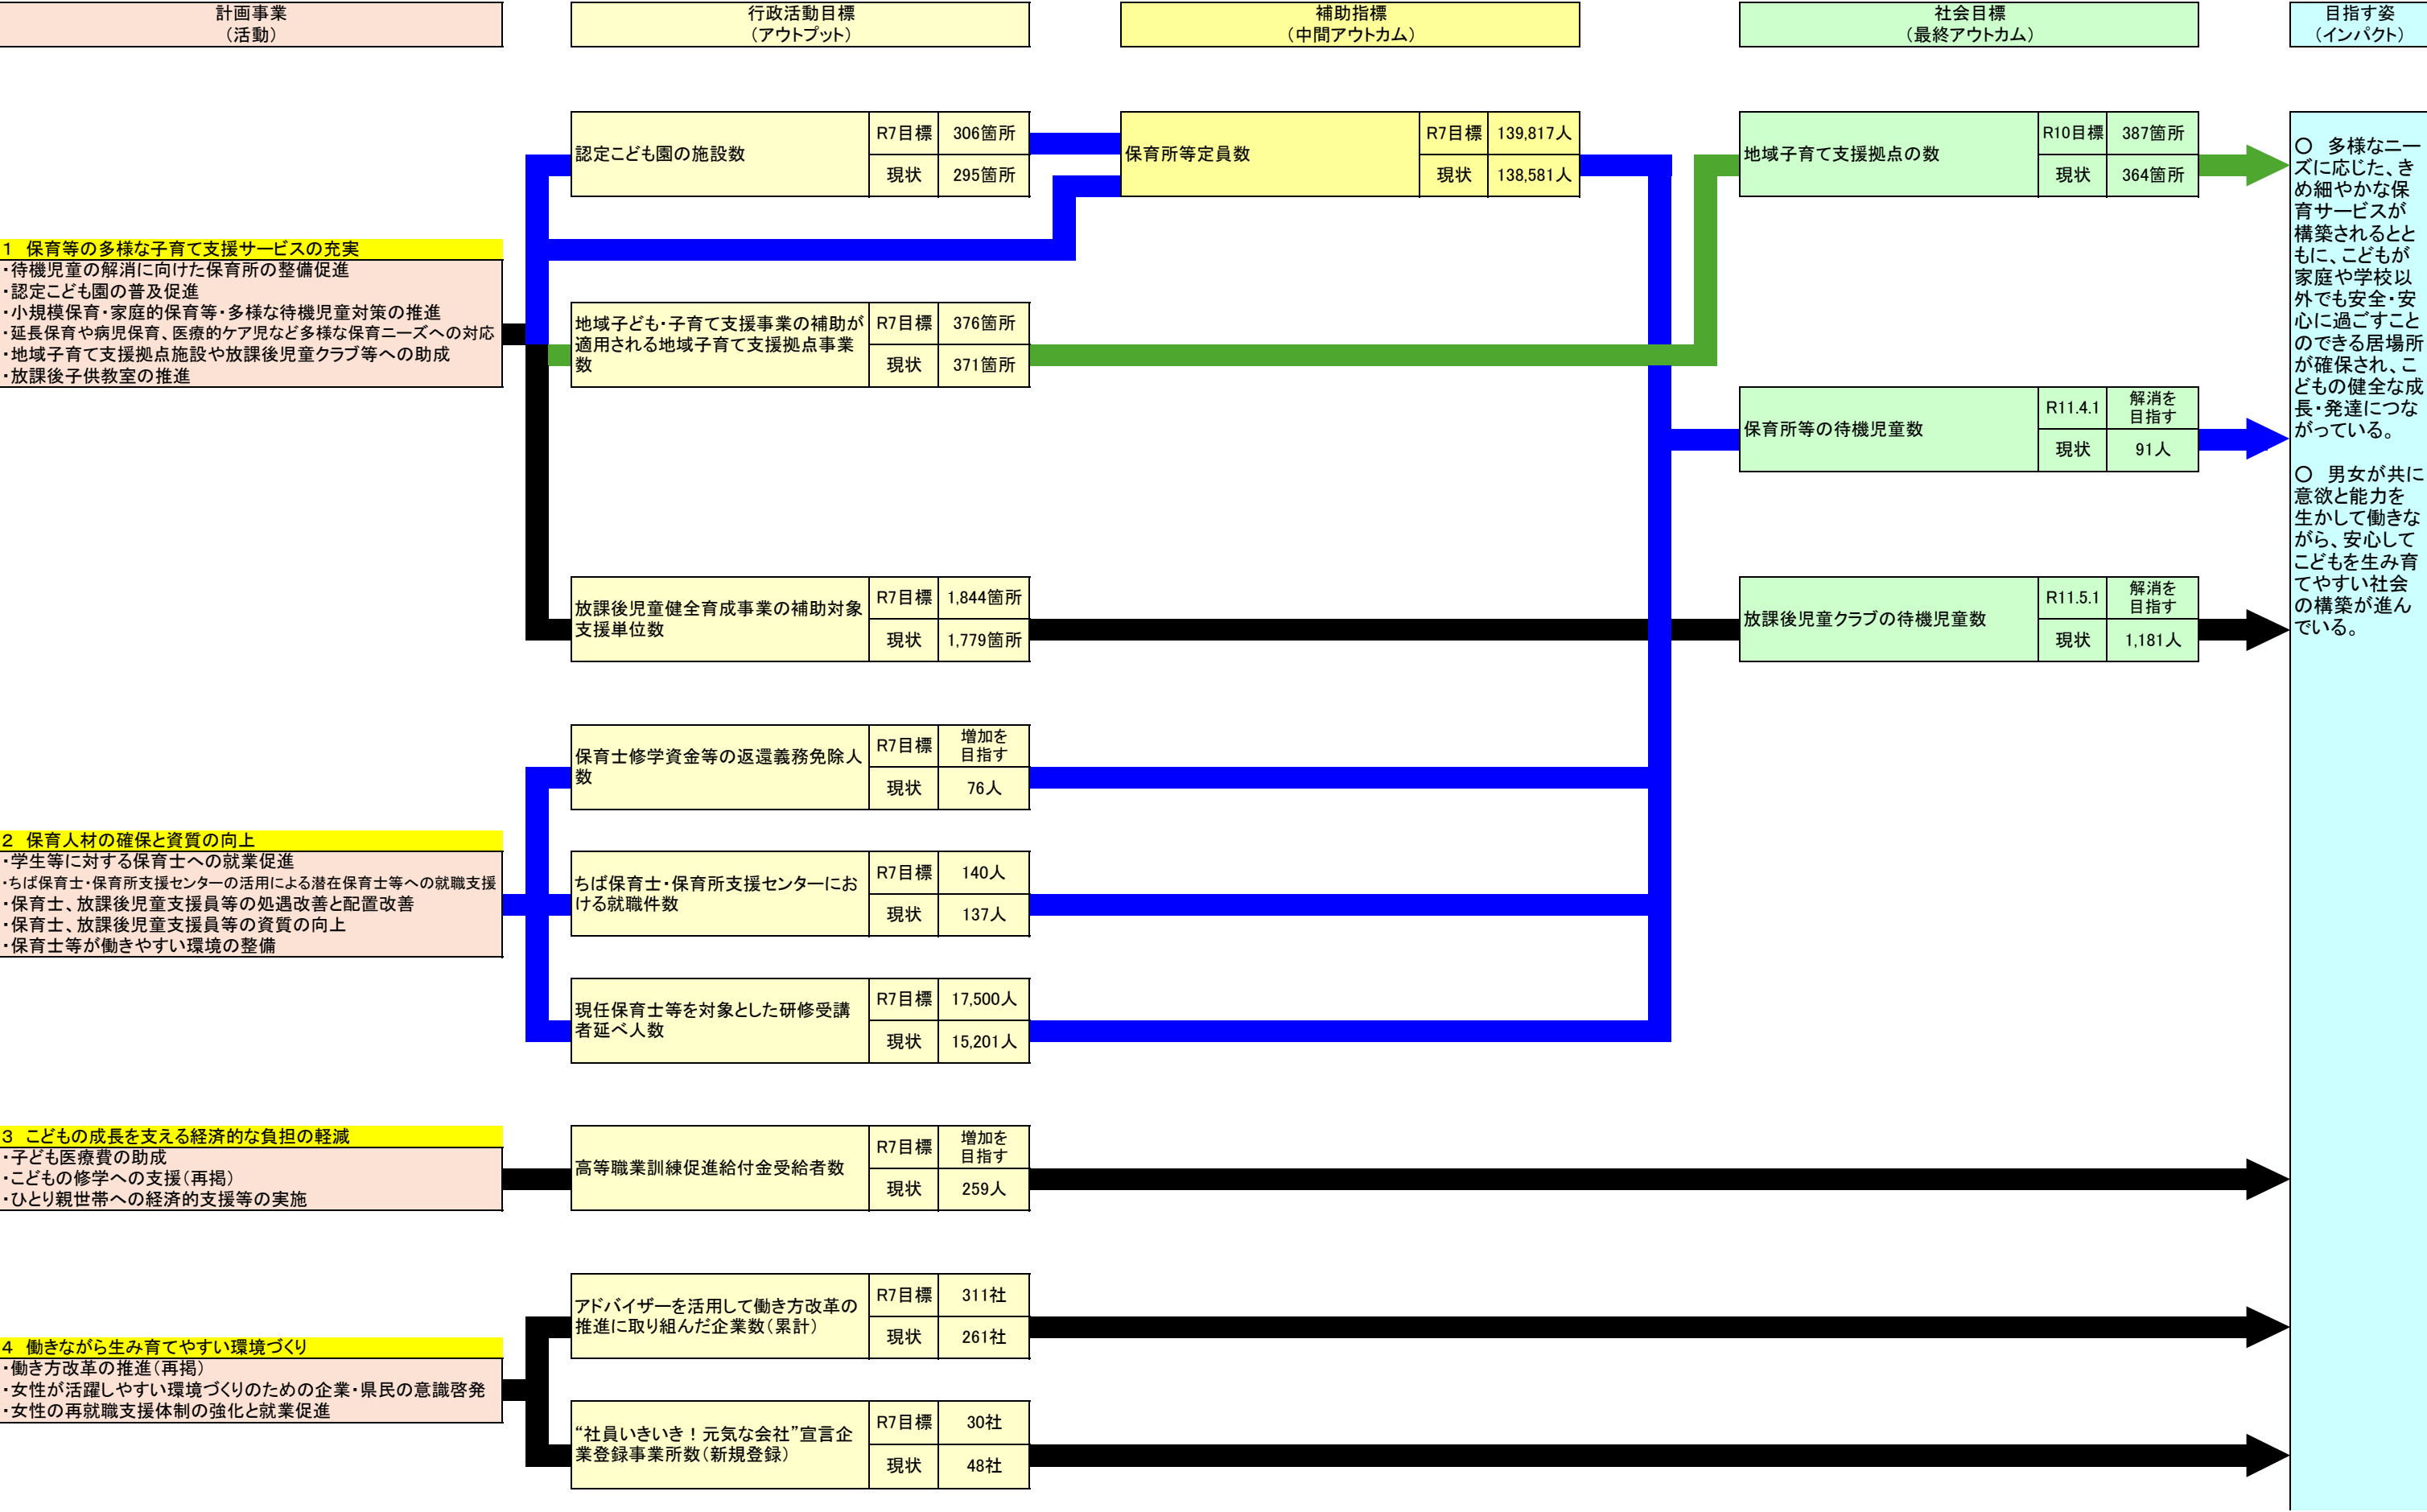 計画事業
（活動）
行政活動目標
（アウトプット）
補助指標
（中間アウトカム）
社会目標
（最終アウトカム）
目指す姿
（インパクト）
1　保育等の多様な子育て支援サービスの充実
・待機児童の解消に向けた保育所の整備促進
・認定こども園の普及促進
・小規模保育・家庭的保育等・多様な待機児童対策の推進
・延長保育や病児保育、医療的ケア児など多様な保育ニーズへの対応
・地域子育て支援拠点施設や放課後児童クラブ等への助成
・放課後子供教室の推進
認定こども園の施設数
R7目標
306箇所
現状
295箇所
保育所等定員数
R7目標
139,817人
現状
138,581人
地域子育て支援拠点の数
R10目標
387箇所
現状
364箇所
地域子ども・子育て支援事業の補助が
適用される地域子育て支援拠点事業
数
R7目標
376箇所
現状
371箇所
保育所等の待機児童数
R11.4.1
解消を
目指す
現状
91人
放課後児童健全育成事業の補助対象
支援単位数
R7目標
1,844箇所
現状
1,779箇所
放課後児童クラブの待機児童数
R11.5.1
解消を
目指す
現状
1,181人
2　保育人材の確保と資質の向上
・学生等に対する保育士への就業促進
・ちば保育士・保育所支援センターの活用による潜在保育士等への就職支援
・保育士、放課後児童支援員等の処遇改善と配置改善
・保育士、放課後児童支援員等の資質の向上
・保育士等が働きやすい環境の整備
保育士修学資金等の返還義務免除人
数
R7目標
増加を
目指す
現状
76人
ちば保育士・保育所支援センターにお
ける就職件数
R7目標
140人
現状
137人
現任保育士等を対象とした研修受講
者延べ人数
R7目標
17,500人
現状
15,201人
3　こどもの成長を支える経済的な負担の軽減
・子ども医療費の助成
・こどもの修学への支援（再掲）
・ひとり親世帯への経済的支援等の実施
高等職業訓練促進給付金受給者数
R7目標
増加を
目指す
現状
259人
4　働きながら生み育てやすい環境づくり
・働き方改革の推進（再掲）
・女性が活躍しやすい環境づくりのための企業・県民の意識啓発
・女性の再就職支援体制の強化と就業促進
アドバイザーを活用して働き方改革の
推進に取り組んだ企業数（累計）
R7目標
311社
現状
261社
“社員いきいき！元気な会社”宣言企
業登録事業所数（新規登録）
R7目標
30社
現状
48社
○　多様なニー
ズに応じた、き
め細やかな保
育サービスが
構築されるとと
もに、こどもが
家庭や学校以
外でも安全・安
心に過ごすこと
のできる居場所
が確保され、こ
どもの健全な成
長・発達につな
がっている。
○　男女が共に
意欲と能力を
生かして働きな
がら、安心して
こどもを生み育
てやすい社会
の構築が進ん
でいる。